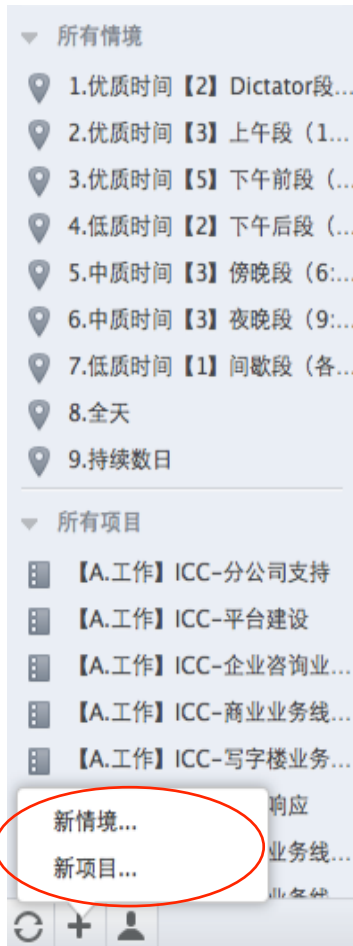 所有情境
1.优质时间【2】Dictator段...
2.优质时间【3】上午段（1...
3.优质时间【5】下午前段（...
4.低质时间【2】下午后段（...
5.中质时间【3】傍晚段（6:...
6.中质时间【3】夜晚段（9:...
7.低质时间【1】间歇段（各...
8.全天
9.持续数日
所有项目
【A.工作】ICC-分公司支持
【A.工作】ICC-平台建设
【A.工作】ICC-企业咨询业...
【A.工作】ICC-商业业务线...
【A.工作】ICC-写字楼业务...
响应
新情境...
业务线...
新项目...